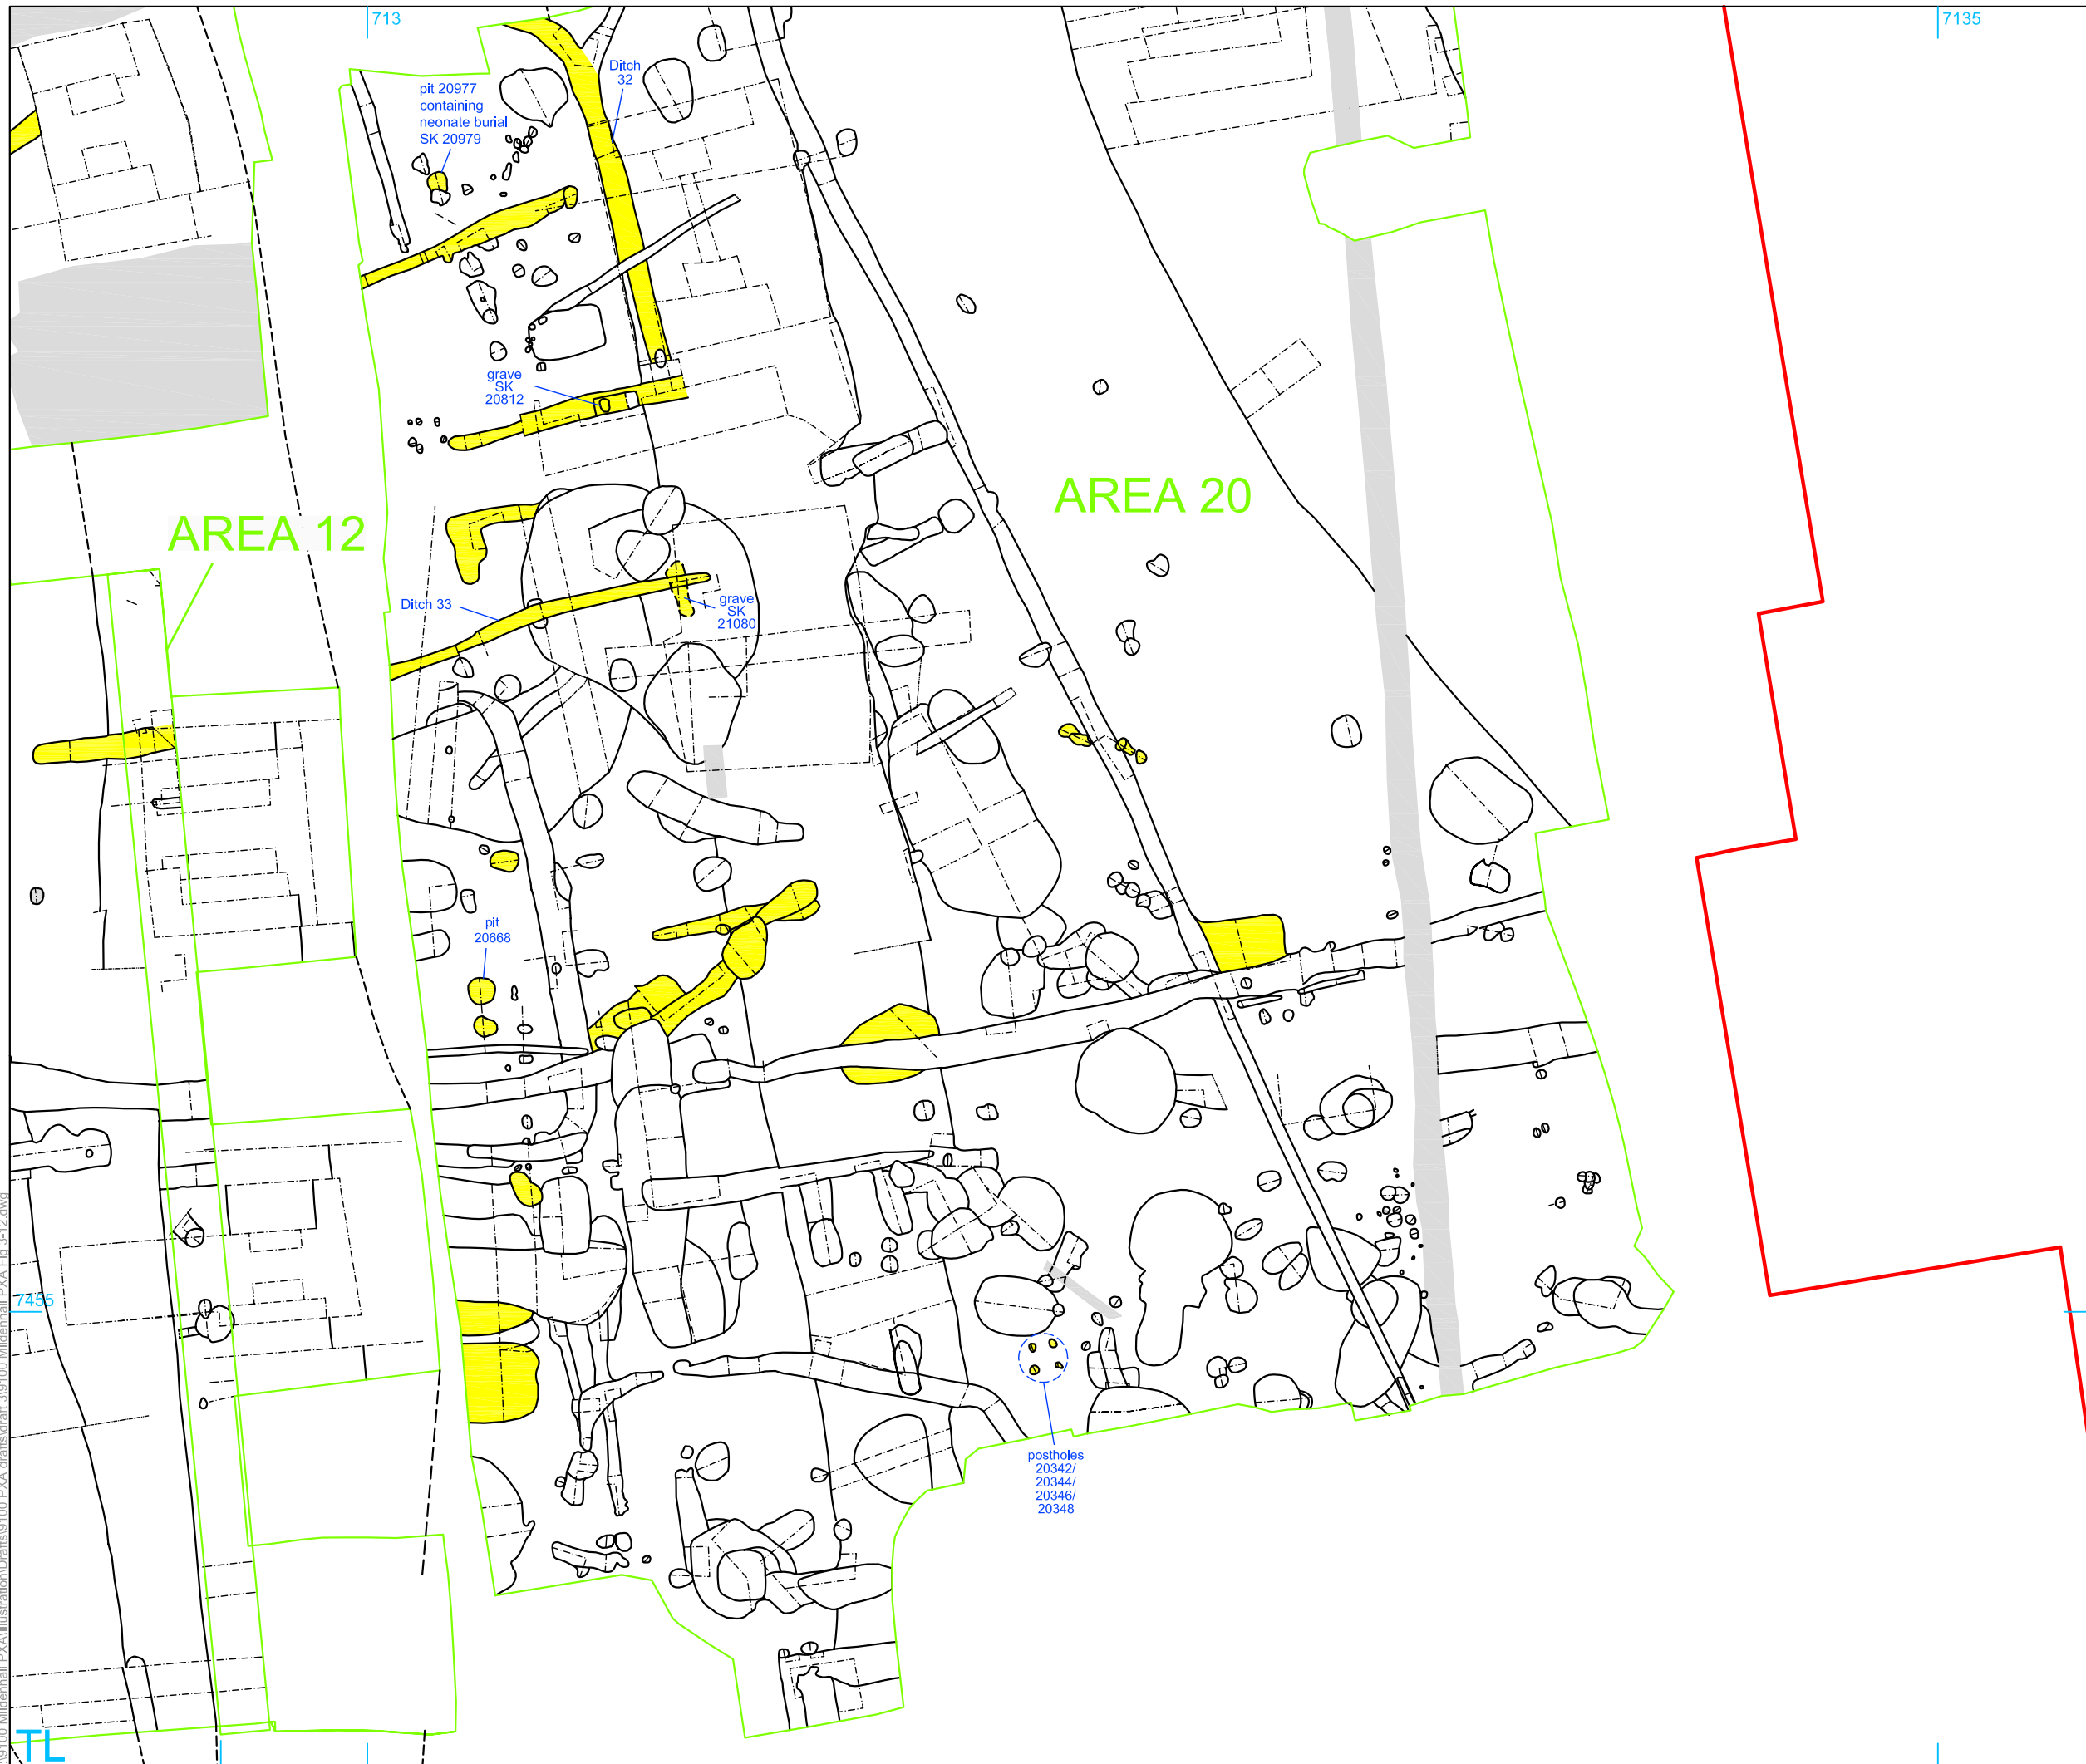 713
7135
Ditch
32
pit 20977
containing
neonate burial
SK 20979
grave
SK
20812
AREA 20
AREA 12
Ditch 33
grave
SK
21080
pit
20668
7455
postholes
20342/
20344/
20346/
20348
TL